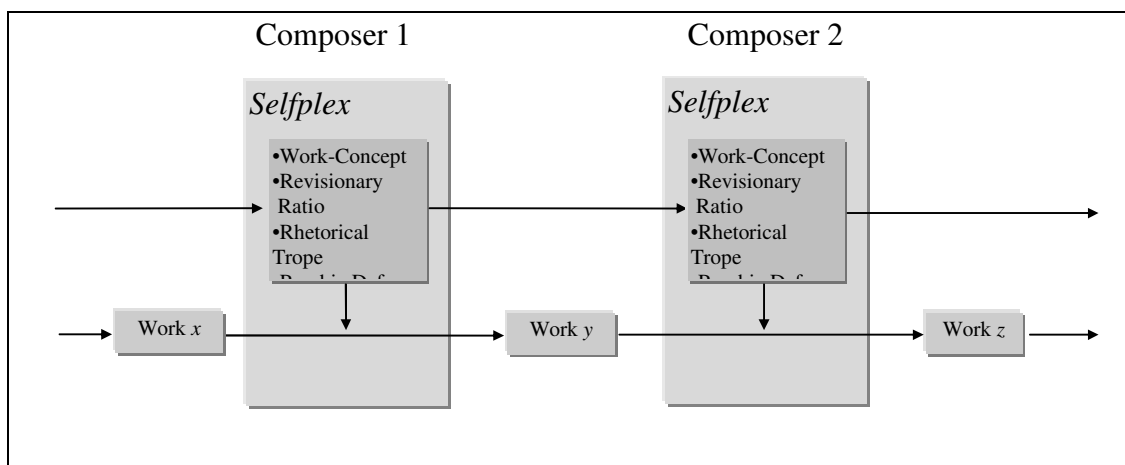 Composer 1
Composer 2
Selfplex
•Work-Concept
•Revisionary
Ratio
•Rhetorical
Trope
Selfplex
•Work-Concept
•Revisionary
Ratio
•Rhetorical
Trope
Work x
Work y
Work z